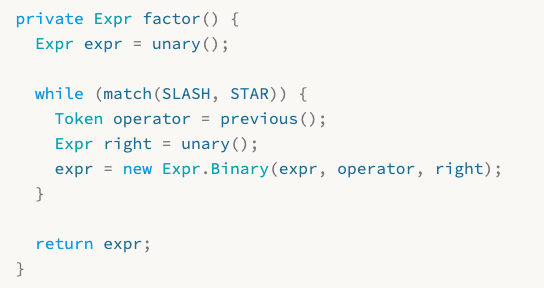 private Expr factor() {
  Expr expr = unary();

  while (match(SLASH, STAR)) {
    Token operator = previous();
    Expr right = unary();
    expr = new Expr.Binary(expr, operator, right);
  }

  return expr;
}